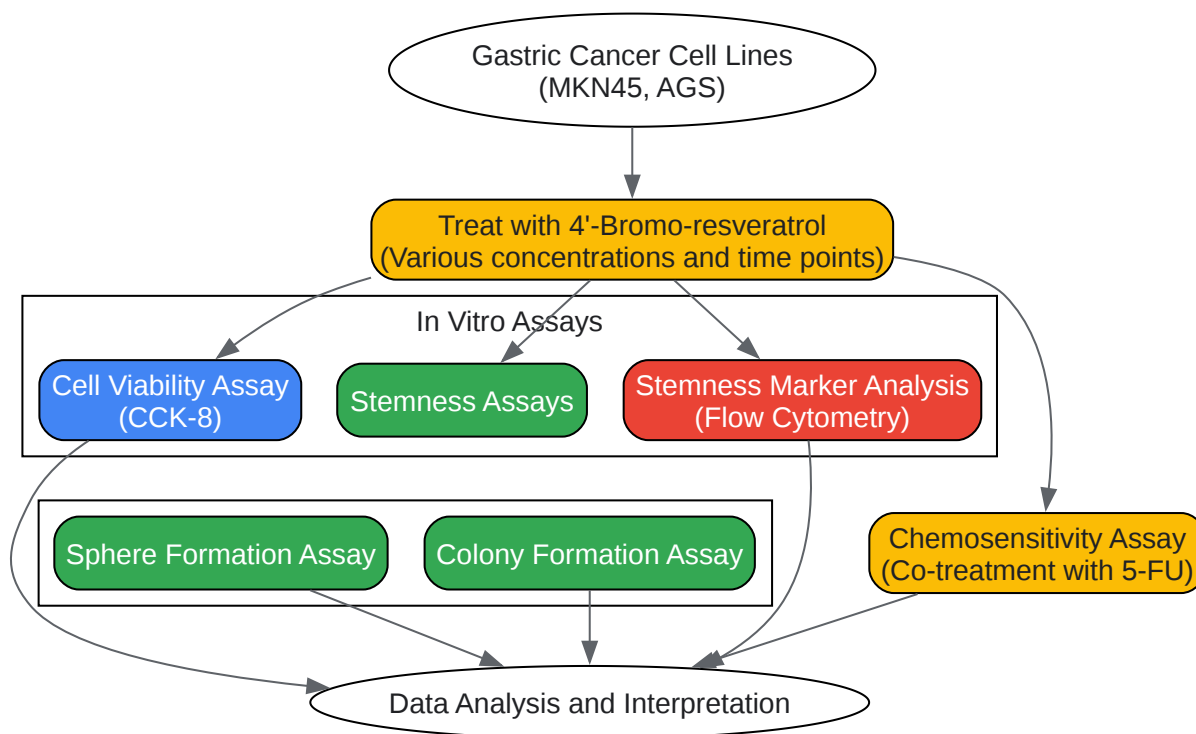 Gastric Cancer Cell Lines
(MKN45, AGS)
Treat with 4'-Bromo-resveratrol
(Various concentrations and time points)
In Vitro Assays
Cell Viability Assay
(CCK-8)
Stemness Assays
Stemness Marker Analysis
(Flow Cytometry)
Sphere Formation Assay
Colony Formation Assay
Chemosensitivity Assay
(Co-treatment with 5-FU)
Data Analysis and Interpretation